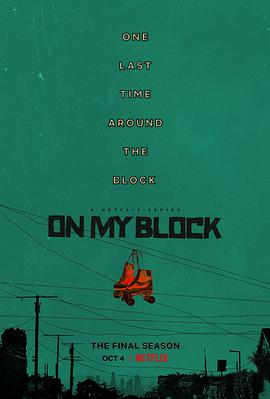 ONE
LAST
TIME
AROUND
THE
BLOCK
A NETFLIX SERIES
ON MY BLOCK
THE FINAL SEASON
OCT 4 | NETFLIX